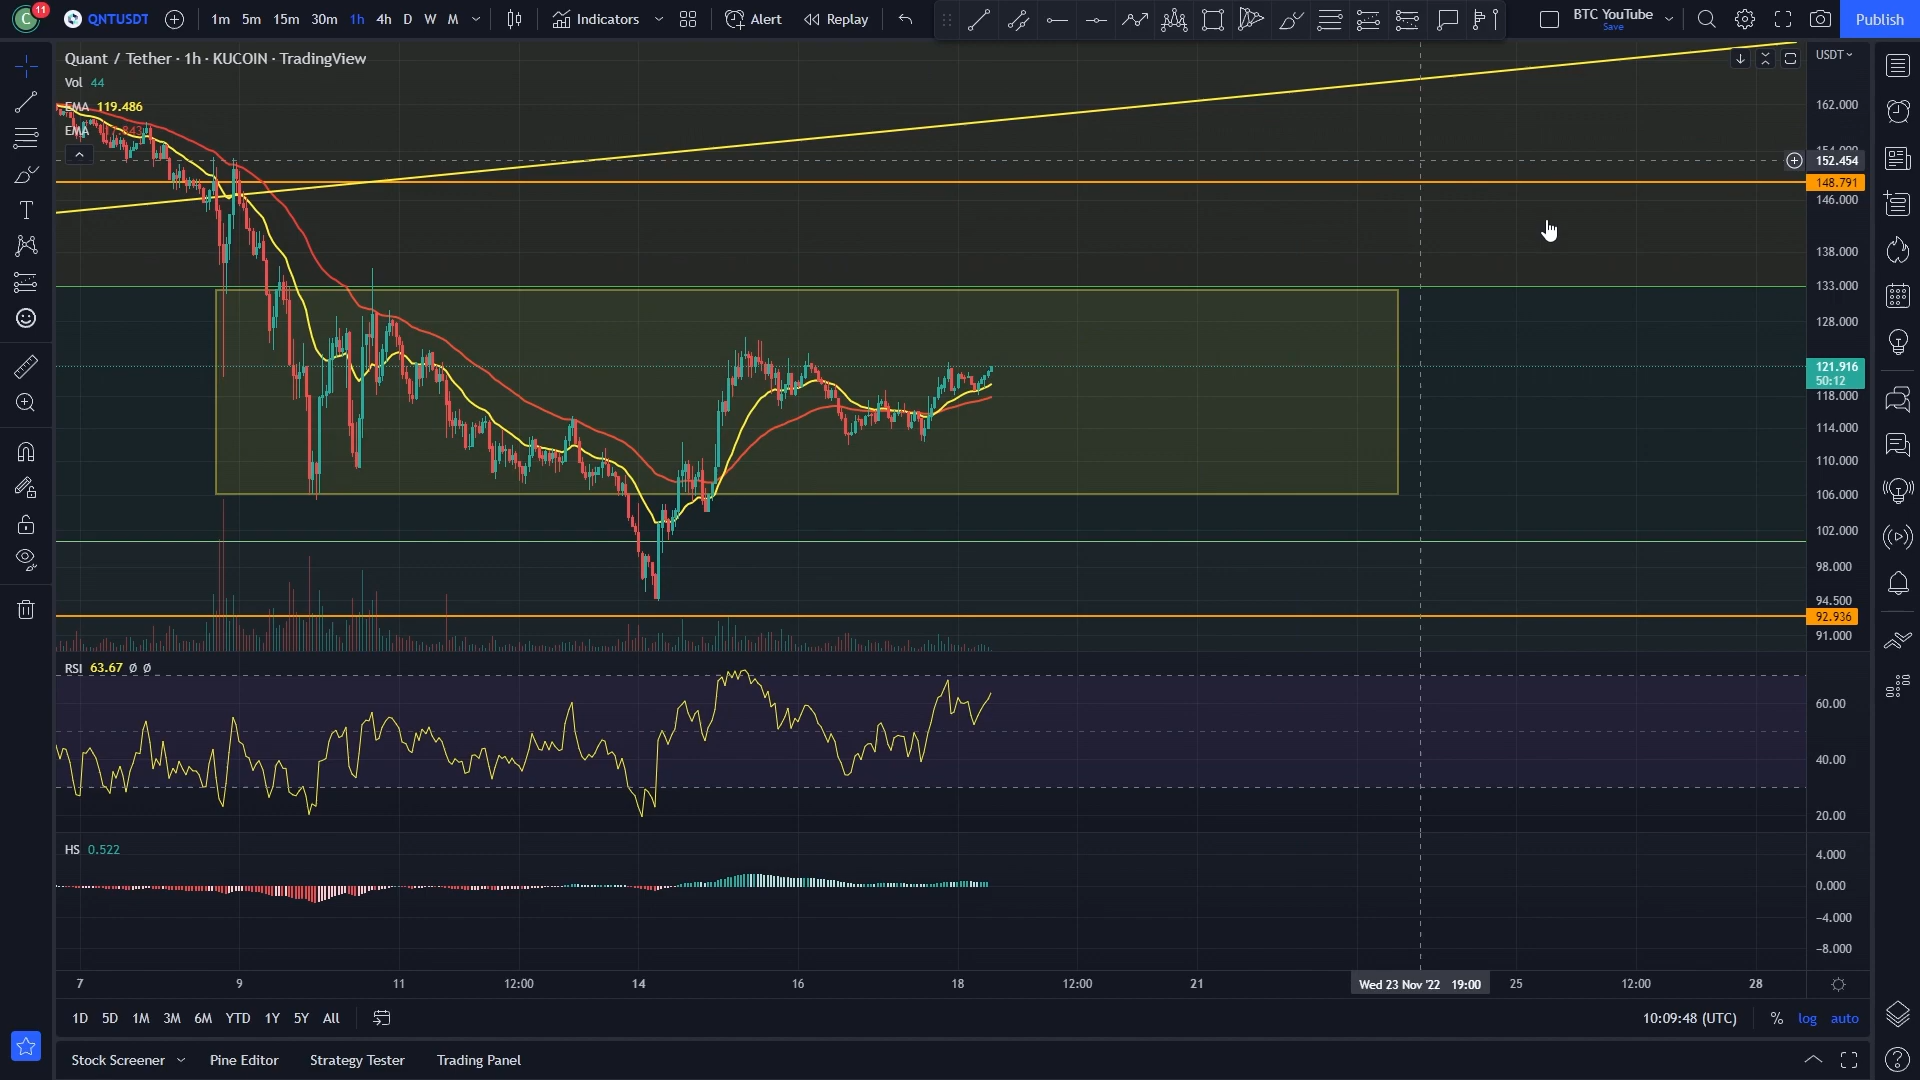 C 11 QNTUSDT 1m 5m 15m 30m 1h 4h D W M Indicators Alert Replay BTC YouTube Save Publish
Quant / Tether · 1h · KUCOIN · TradingView
USDT
Vol 44
EMA 119.486
EMA
162.000
152.454
148.791
146.000
138.000
133.000
128.000
121.916
50:12
118.000
114.000
110.000
106.000
102.000
98.000
94.500
92.936
91.000
RSI 63.67 Ø Ø
60.00
40.00
20.00
HS 0.522
4.000
0.000
−4.000
−8.000
7 9 11 12:00 14 16 18 12:00 21 Wed 23 Nov '22 19:00 25 12:00 28
1D 5D 1M 3M 6M YTD 1Y 5Y All 10:09:48 (UTC) % log auto
Stock Screener Pine Editor Strategy Tester Trading Panel